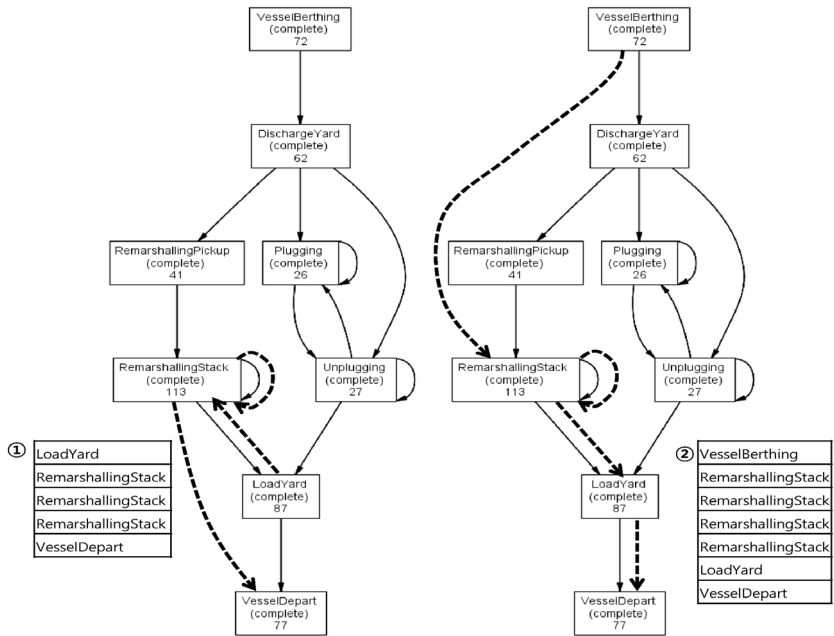 VesselBerthing
(complete)
72
DischargeYard
(complete)
62
RemarshallingPickup
(complete)
41
Plugging
(complete)
26
RemarshallingStack
(complete)
113
Unplugging
(complete)
27
LoadYard
(complete)
87
VesselDepart
(complete)
77
①
LoadYard
RemarshallingStack
RemarshallingStack
RemarshallingStack
VesselDepart
VesselBerthing
(complete)
72
DischargeYard
(complete)
62
RemarshallingPickup
(complete)
41
Plugging
(complete)
26
RemarshallingStack
(complete)
113
Unplugging
(complete)
27
LoadYard
(complete)
87
VesselDepart
(complete)
77
②
VesselBerthing
RemarshallingStack
RemarshallingStack
RemarshallingStack
RemarshallingStack
LoadYard
VesselDepart